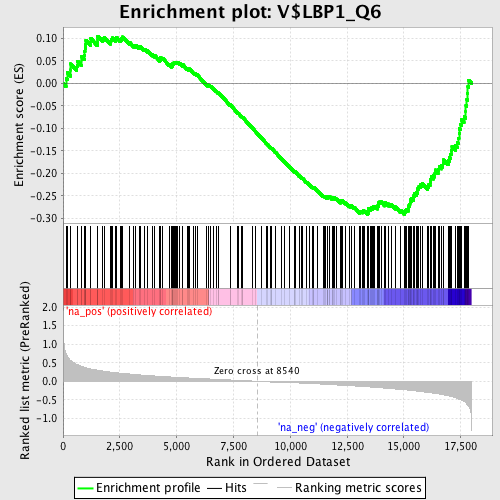 Enrichment plot: V$LBP1_Q6
Enrichment score (ES)
0.10
0.05
0.00
-0.05
-0.10
-0.15
-0.20
-0.25
-0.30
'na_pos' (positively correlated)
Ranked list metric (PreRanked)
2.0
1.5
1.0
0.5
0.0
-0.5
-1.0
Zero cross at 8540
'na_neg' (negatively correlated)
0
2,500
5,000
7,500
10,000
12,500
15,000
17,500
Rank in Ordered Dataset
Enrichment profile
Hits
Ranking metric scores